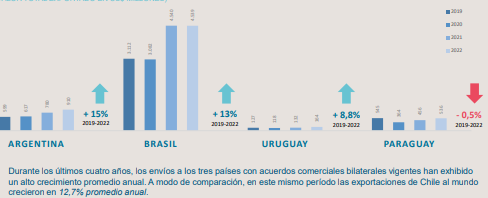 2019
2020
2021
2022
+ 15%
2019-2022
+ 13%
2019-2022
+ 8,8%
2019-2022
- 0,5%
2019-2022
ARGENTINA
BRASIL
URUGUAY
PARAGUAY
Durante los últimos cuatro años, los envíos a los tres países con acuerdos comerciales bilaterales vigentes han exhibido
un alto crecimiento promedio anual. A modo de comparación, en este mismo período las exportaciones de Chile al mundo
crecieron en 12,7% promedio anual.